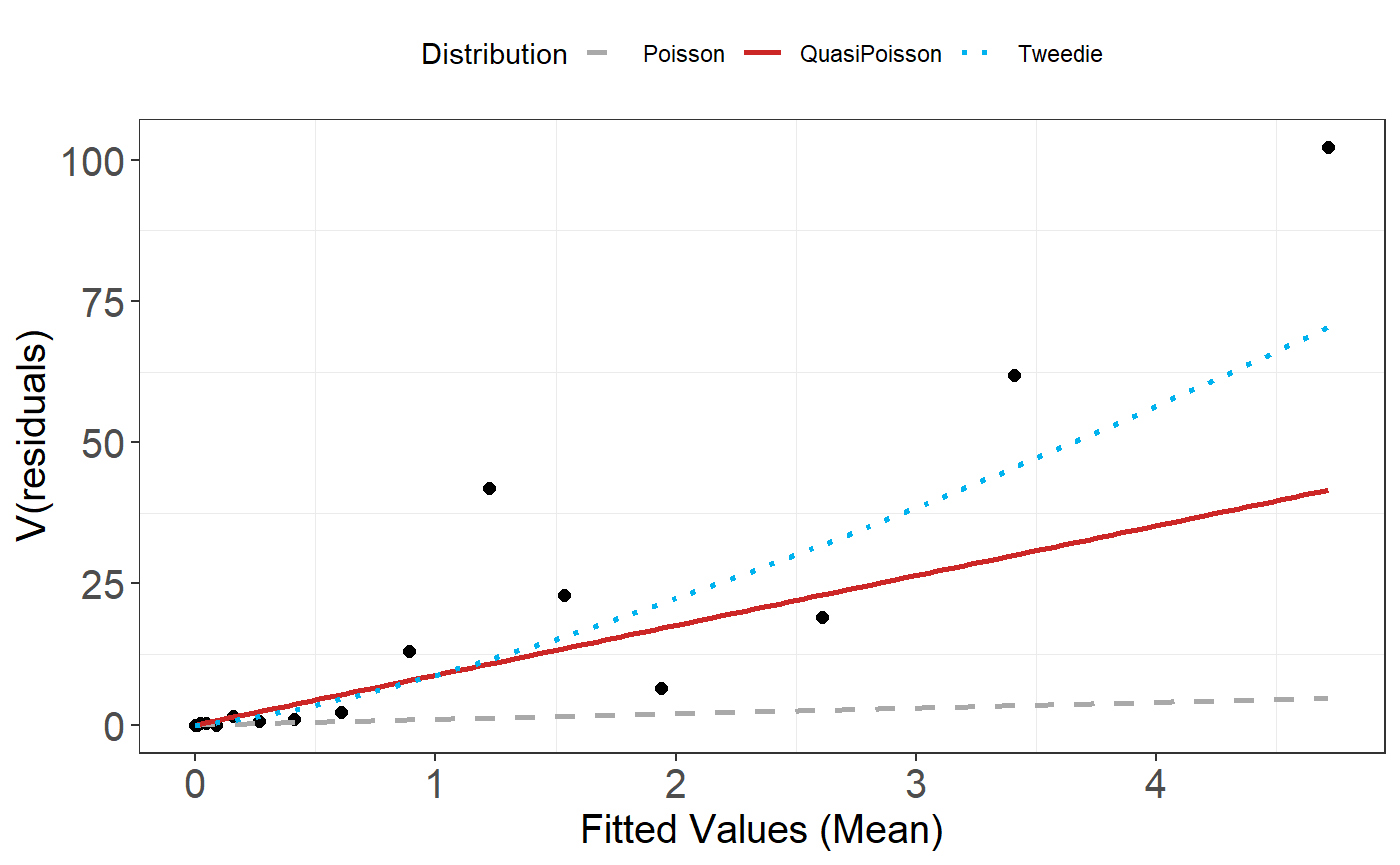 Distribution Poisson QuasiPoisson Tweedie
100
75
50
25
0
V(residuals)
0 1 2 3 4
Fitted Values (Mean)